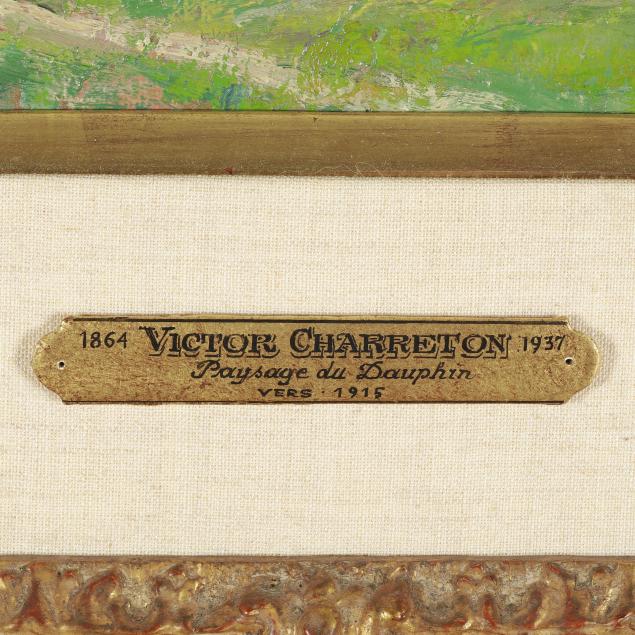 1864 VICTOR CHARRETON 1937
Paysage du Dauphin
VERS · 1915